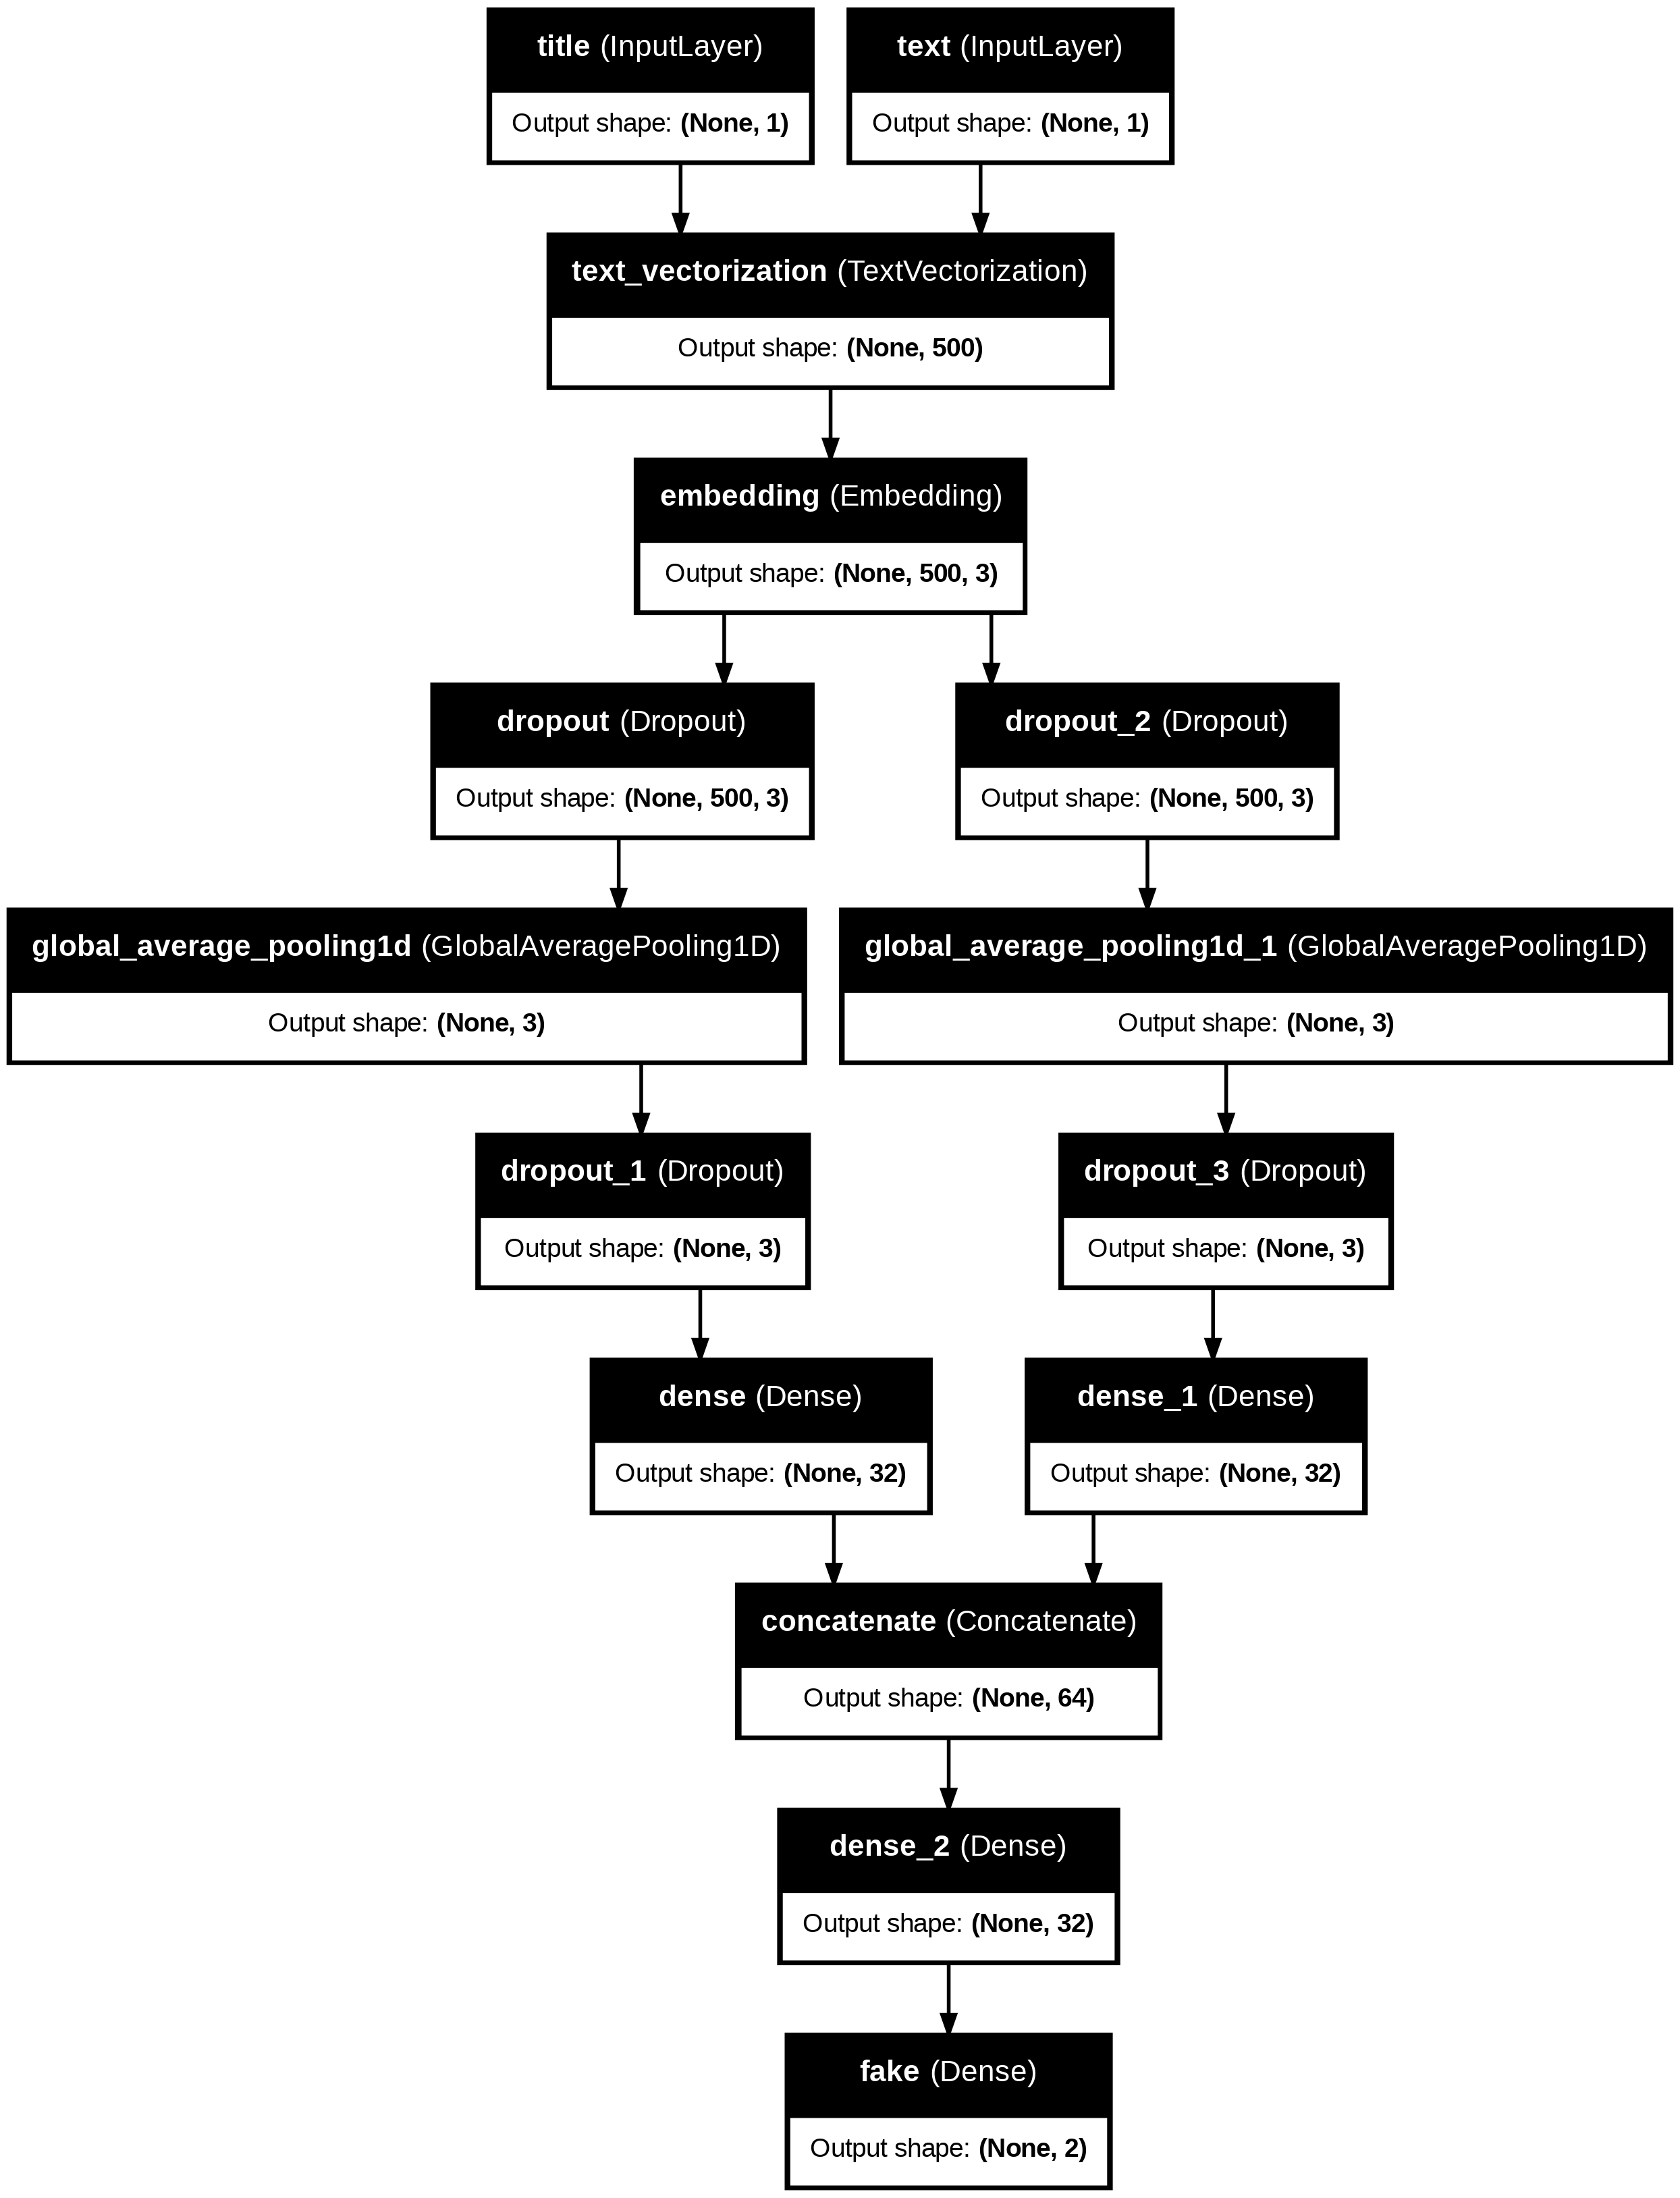 title (InputLayer)
Output shape: (None, 1)
text (InputLayer)
Output shape: (None, 1)
text_vectorization (TextVectorization)
Output shape: (None, 500)
embedding (Embedding)
Output shape: (None, 500, 3)
dropout (Dropout)
Output shape: (None, 500, 3)
dropout_2 (Dropout)
Output shape: (None, 500, 3)
global_average_pooling1d (GlobalAveragePooling1D)
Output shape: (None, 3)
global_average_pooling1d_1 (GlobalAveragePooling1D)
Output shape: (None, 3)
dropout_1 (Dropout)
Output shape: (None, 3)
dropout_3 (Dropout)
Output shape: (None, 3)
dense (Dense)
Output shape: (None, 32)
dense_1 (Dense)
Output shape: (None, 32)
concatenate (Concatenate)
Output shape: (None, 64)
dense_2 (Dense)
Output shape: (None, 32)
fake (Dense)
Output shape: (None, 2)